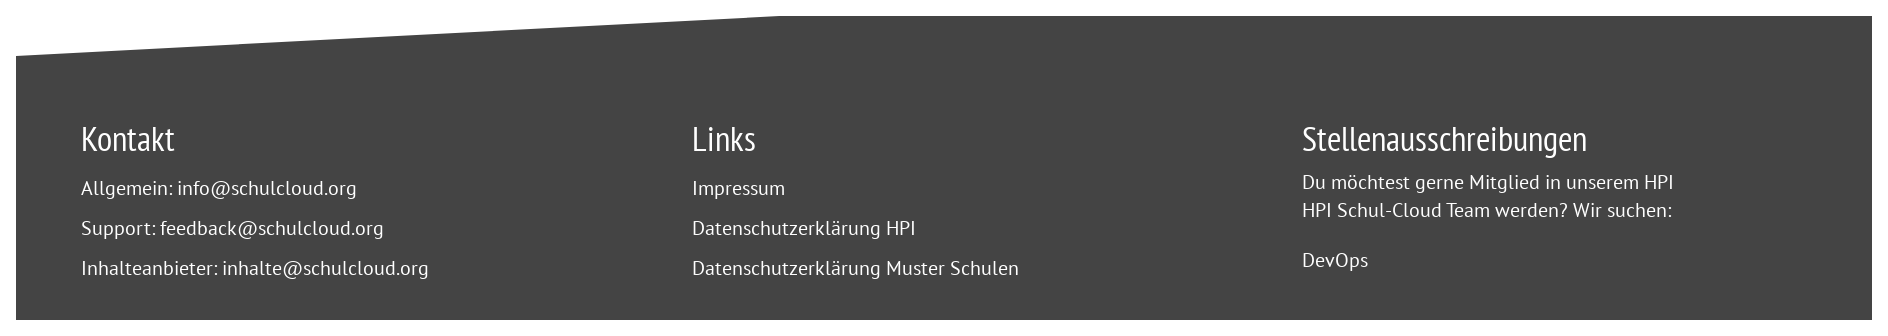 Kontakt
Allgemein: info@schulcloud.org
Support: feedback@schulcloud.org
Inhalteanbieter: inhalte@schulcloud.org
Links
Impressum
Datenschutzerklärung HPI
Datenschutzerklärung Muster Schulen
Stellenausschreibungen
Du möchtest gerne Mitglied in unserem HPI
HPI Schul-Cloud Team werden? Wir suchen:
DevOps